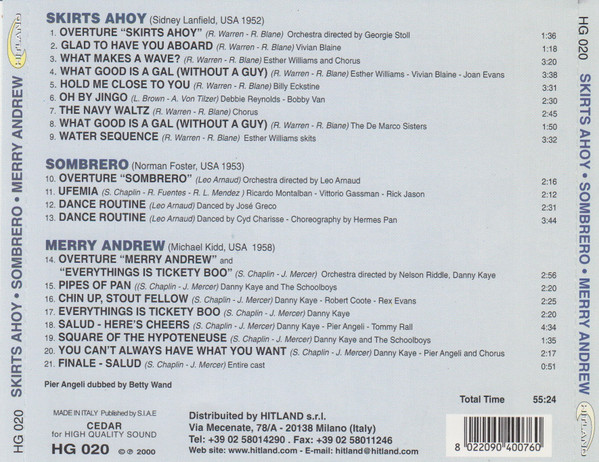 SKIRTS AHOY (Sidney Lanfield, USA 1952)
1. OVERTURE "SKIRTS AHOY" (R. Warren - R. Blane) Orchestra directed by Georgie Stoll 1:36
2. GLAD TO HAVE YOU ABOARD (R. Warren - R. Blane) Vivian Blaine 1:18
3. WHAT MAKES A WAVE? (R. Warren - R. Blane) Esther Williams and Chorus 3:20
4. WHAT GOOD IS A GAL (WITHOUT A GUY) (R. Warren - R. Blane) Esther Williams - Vivian Blaine - Joan Evans 3:38
5. HOLD ME CLOSE TO YOU (R. Warren - R. Blane) Billy Eckstine 3:31
6. OH BY JINGO (L. Brown - A. Von Tilzer) Debbie Reynolds - Bobby Van 2:30
7. THE NAVY WALTZ (R. Warren - R. Blane) Chorus 2:45
8. WHAT GOOD IS A GAL (WITHOUT A GUY) (R. Warren - R. Blane) The De Marco Sisters 1:50
9. WATER SEQUENCE (R. Warren - R. Blane) Esther Williams skits 3:32
SOMBRERO (Norman Foster, USA 1953)
10. OVERTURE "SOMBRERO" (Leo Arnaud) Orchestra directed by Leo Arnaud 2:16
11. UFEMIA (S. Chaplin - R. Fuentes - R. L. Mendez ) Ricardo Montalban - Vittorio Gassman - Rick Jason 2:12
12. DANCE ROUTINE (Leo Arnaud) Danced by José Greco 2:31
13. DANCE ROUTINE (Leo Arnaud) Danced by Cyd Charisse - Choreography by Hermes Pan 3:44
MERRY ANDREW (Michael Kidd, USA 1958)
14. OVERTURE "MERRY ANDREW" and
"EVERYTHINGS IS TICKETY BOO" (S. Chaplin - J. Mercer) Orchestra directed by Nelson Riddle, Danny Kaye 2:56
15. PIPES OF PAN (S. Chaplin - J. Mercer) Danny Kaye and The Schoolboys 2:57
16. CHIN UP, STOUT FELLOW (S. Chaplin - J. Mercer) Danny Kaye - Robert Coote - Rex Evans 2:25
17. EVERYTHINGS IS TICKETY BOO (S. Chaplin - J. Mercer) Danny Kaye 2:21
18. SALUD - HERE'S CHEERS (S. Chaplin - J. Mercer) Danny Kaye - Pier Angeli - Tommy Rall 4:34
19. SQUARE OF THE HYPOTENEUSE (S. Chaplin - J. Mercer) Danny Kaye and The Schoolboys 1:35
20. YOU CAN'T ALWAYS HAVE WHAT YOU WANT (S. Chaplin - J. Mercer) Danny Kaye - Pier Angeli and Chorus 2:17
21. FINALE - SALUD (S. Chaplin - J. Mercer) Entire cast 0:51
Pier Angeli dubbed by Betty Wand
Total Time 55:24
MADE IN ITALY Published by S.I.A.E
CEDAR
for HIGH QUALITY SOUND
HG 020 © ℗ 2000
Distribuited by HITLAND s.r.l.
Via Mecenate, 78/A - 20138 Milano (Italy)
Tel: +39 02 58014290 . Fax: +39 02 58011246
Web site: www.hitland.com - E.mail: hitland@hitland.com
8 022090 400760
HG 020 SKIRTS AHOY • SOMBRERO • MERRY ANDREW HITLAND
HG 020 SKIRTS AHOY • SOMBRERO • MERRY ANDREW HITLAND